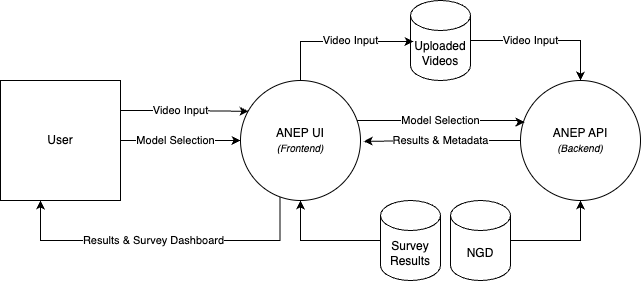 Video Input
Uploaded
Videos
Video Input
User
Video Input
Model Selection
ANEP UI
(Frontend)
Model Selection
Results & Metadata
ANEP API
(Backend)
Results & Survey Dashboard
Survey
Results
NGD